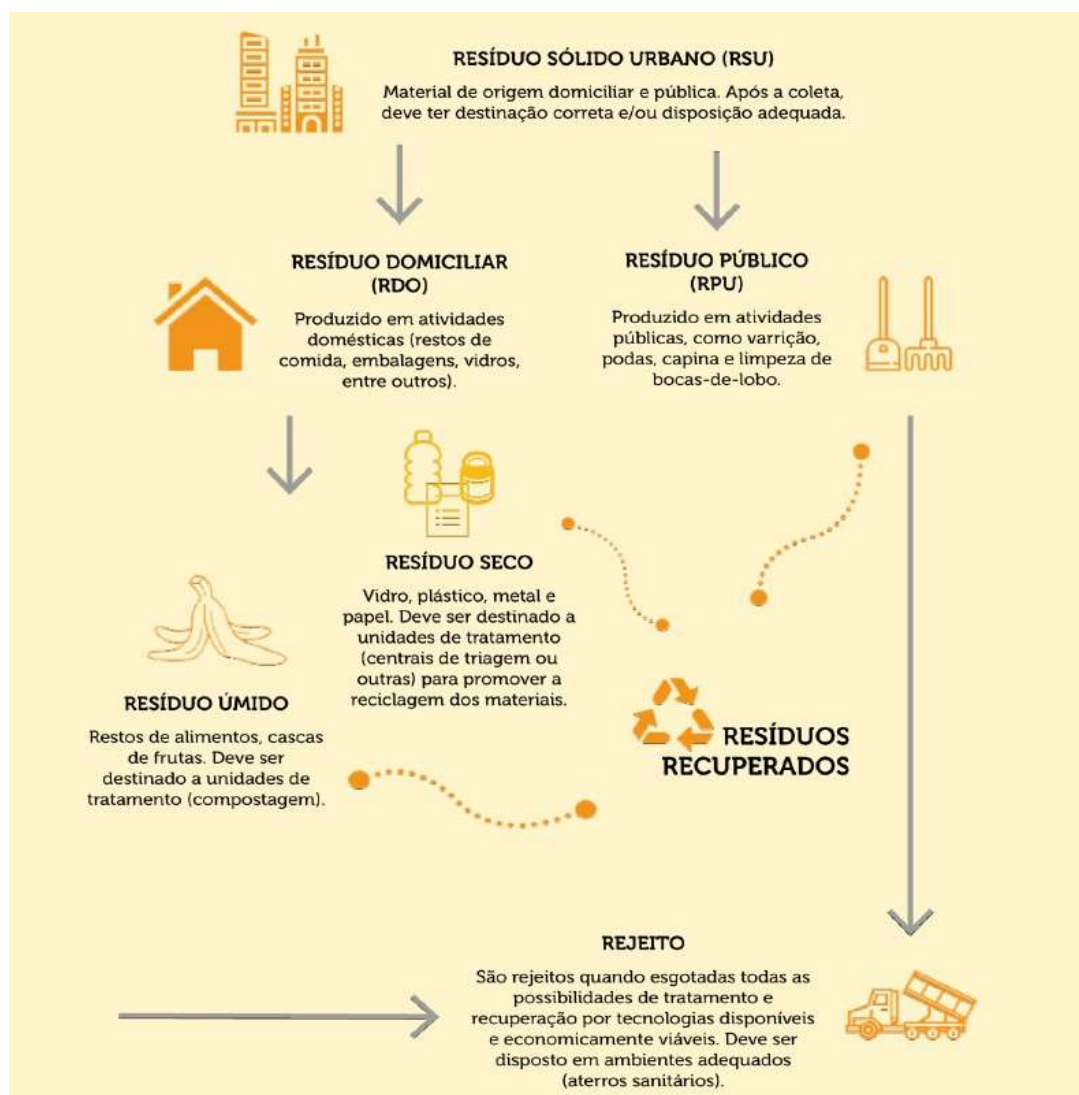 RESÍDUO SÓLIDO URBANO (RSU)
Material de origem domiciliar e pública. Após a coleta,
deve ter destinação correta e/ou disposição adequada.
RESÍDUO DOMICILIAR
(RDO)
Produzido em atividades
domésticas (restos de
comida, embalagens, vidros,
entre outros).
RESÍDUO PÚBLICO
(RPU)
Produzido em atividades
públicas, como varrição,
podas, capina e limpeza de
bocas-de-lobo.
RESÍDUO SECO
Vidro, plástico, metal e
papel. Deve ser destinado a
unidades de tratamento
(centrais de triagem ou
outras) para promover a
reciclagem dos materiais.
RESÍDUO ÚMIDO
Restos de alimentos, cascas
de frutas. Deve ser
destinado a unidades de
tratamento (compostagem).
RESÍDUOS
RECUPERADOS
REJEITO
São rejeitos quando esgotadas todas as
possibilidades de tratamento e
recuperação por tecnologias disponíveis
e economicamente viáveis. Deve ser
disposto em ambientes adequados
(aterros sanitários).